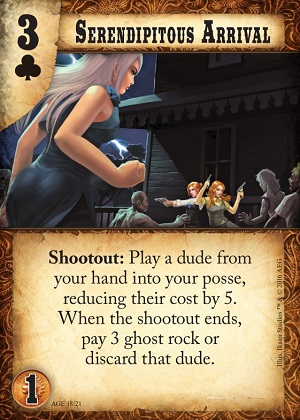 3
SERENDIPITOUS ARRIVAL
Shootout: Play a dude from
your hand into your posse,
reducing their cost by 5.
When the shootout ends,
pay 3 ghost rock or
discard that dude.
1
AGE 18/21